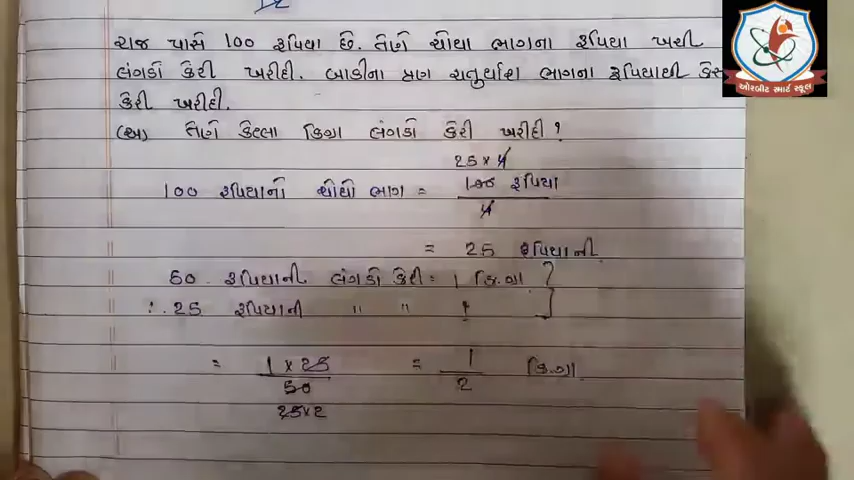 રાજ પાસે 100 રૂપિયા છે. તેણે ચોથા ભાગના રૂપિયા ખર્ચી
લંગડો કેરી ખરીદી. બાકીના ત્રણ ચતુર્થાંશ ભાગના રૂપિયાથી કેસ
કેરી ખરીદી.
(અ) તેણે કેટલા કિગ્રા લંગડો કેરી ખરીદી ?
25 × 4
100 રૂપિયાનો ચોથો ભાગ = 100 રૂપિયા
4
= 25 રૂપિયાની
50 રૂપિયાની લંગડો કેરી = 1 કિ.ગ્રા ?
∴ 25 રૂપિયાની " "
= 1 × 25 = 1 કિ.ગ્રા
50 2
25×2
ઓરબીટ સ્માર્ટ સ્કૂલ